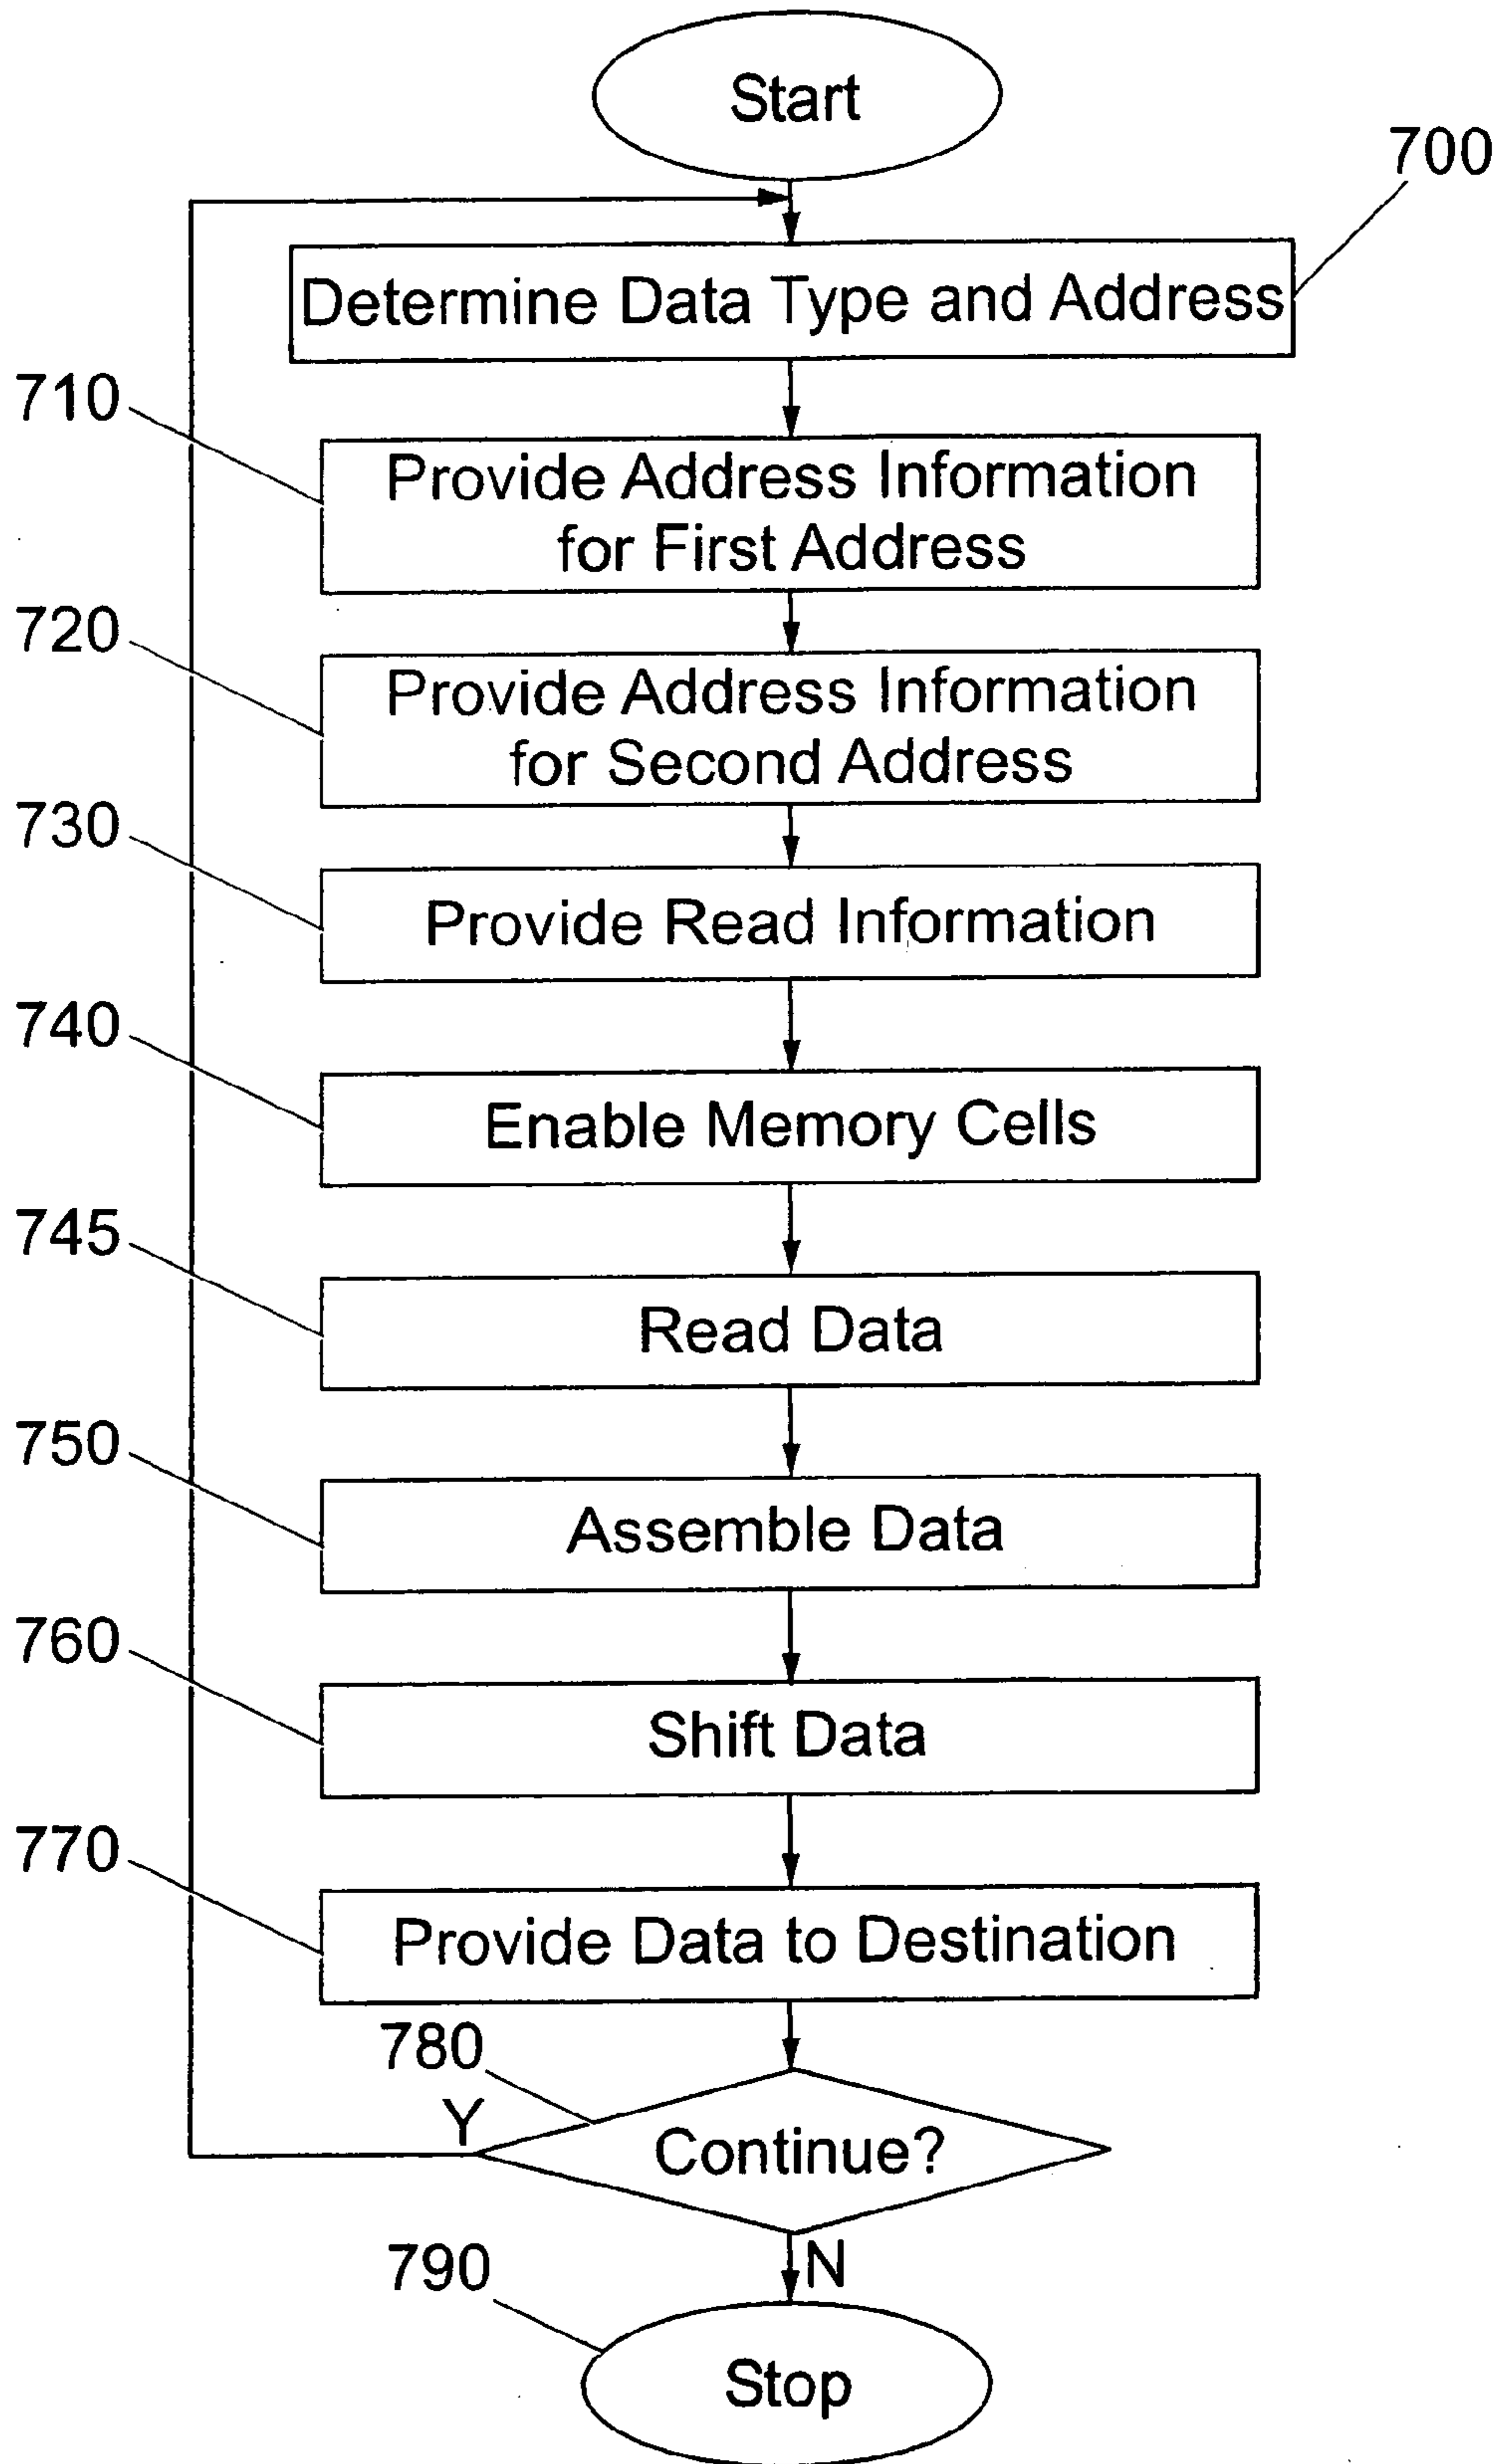 Start
700
Determine Data Type and Address
710
Provide Address Information
for First Address
720
Provide Address Information
for Second Address
730
Provide Read Information
740
Enable Memory Cells
745
Read Data
750
Assemble Data
760
Shift Data
770
Provide Data to Destination
780
Y
Continue?
N
790
Stop